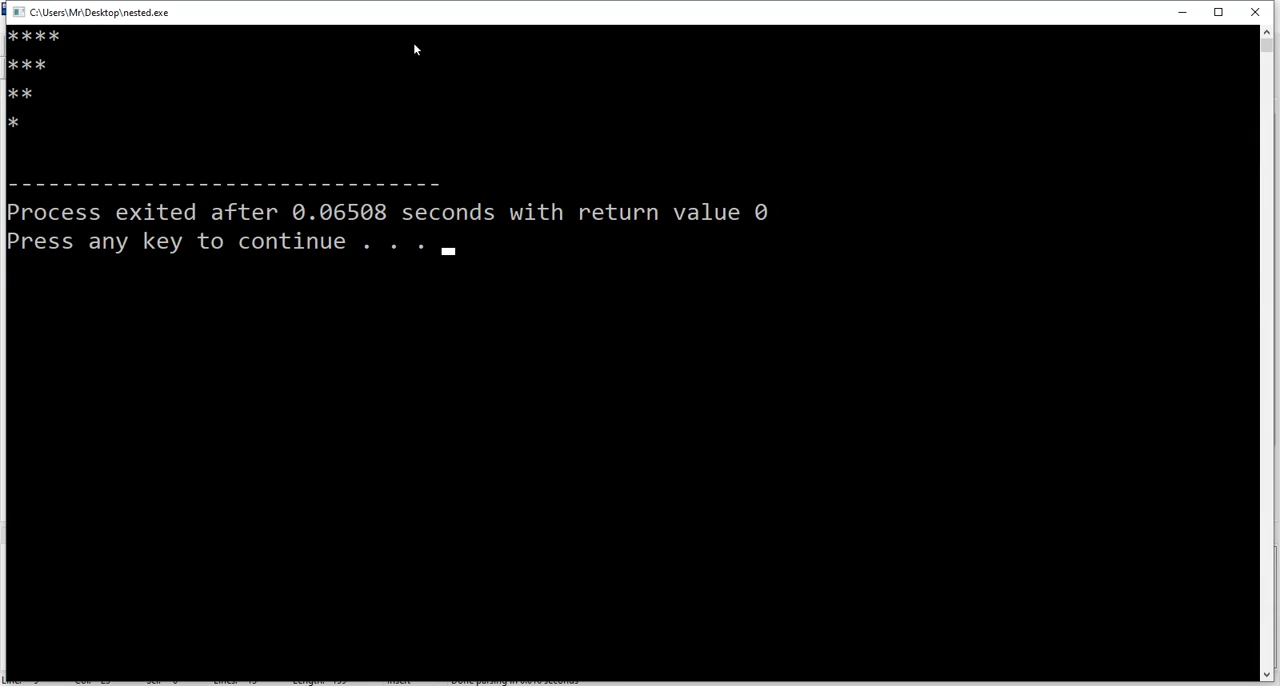 C:\Users\Mr\Desktop\nested.exe
****
***
**
*
--------------------------------
Process exited after 0.06508 seconds with return value 0
Press any key to continue . . .